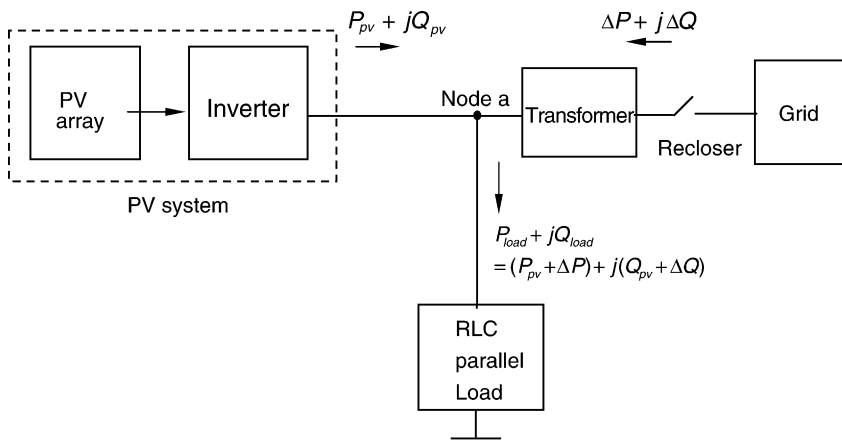 P_pv + jQ_pv
ΔP + jΔQ
PV
array
Inverter
Node a
Transformer
Grid
Recloser
PV system
P_load + jQ_load
= (P_pv + ΔP) + j(Q_pv + ΔQ)
RLC
parallel
Load